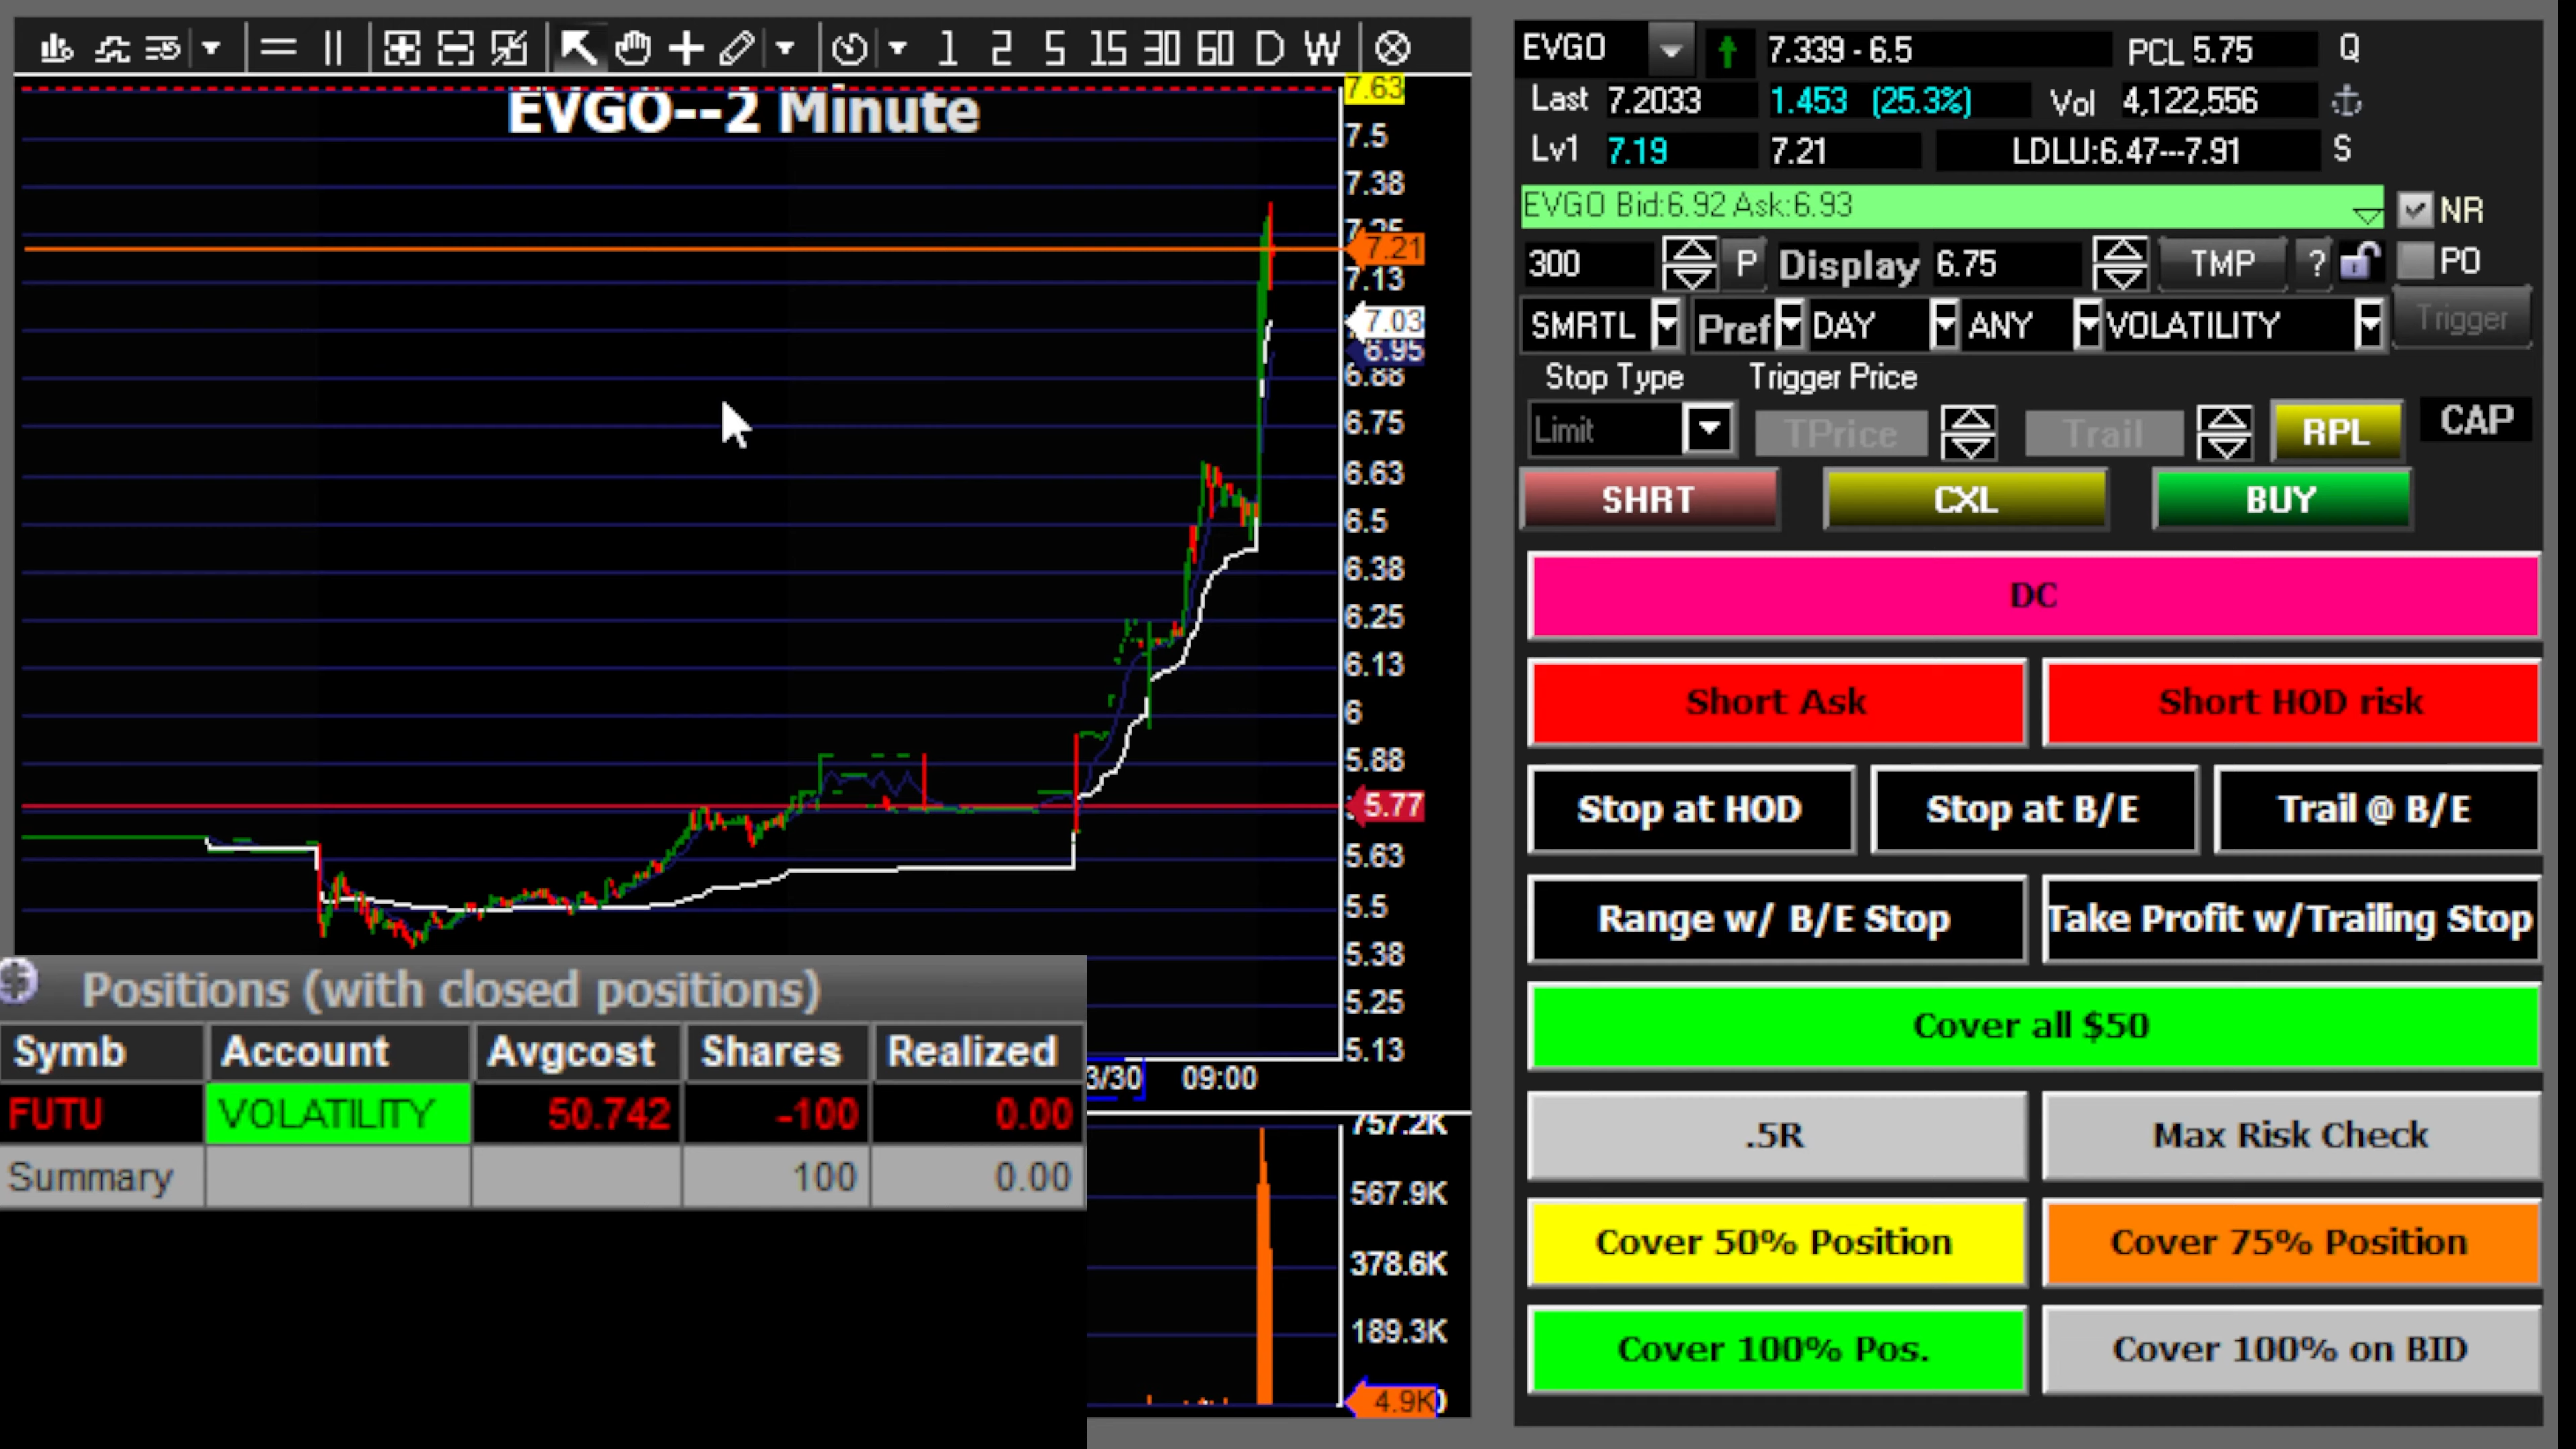 1 2 5 15 30 60 D W
EVGO--2 Minute
7.63
7.5
7.38
7.25
7.21
7.13
7.03
6.95
6.88
6.75
6.63
6.5
6.38
6.25
6.13
6
5.88
5.77
5.63
5.5
5.38
5.25
5.13
3/30 09:00
757.2K
567.9K
378.6K
189.3K
4.9K
Positions (with closed positions)
Symb Account Avgcost Shares Realized
FUTU VOLATILITY 50.742 -100 0.00
Summary 100 0.00
EVGO 7.339 - 6.5 PCL 5.75 Q
Last 7.2033 1.453 (25.3%) Vol 4,122,556
Lv1 7.19 7.21 LDLU:6.47---7.91 S
EVGO Bid:6.92 Ask:6.93 NR
300 P Display 6.75 TMP ? PO
SMRTL Pref DAY ANY VOLATILITY Trigger
Stop Type Trigger Price
Limit TPrice Trail RPL CAP
SHRT CXL BUY
DC
Short Ask Short HOD risk
Stop at HOD Stop at B/E Trail @ B/E
Range w/ B/E Stop Take Profit w/Trailing Stop
Cover all $50
.5R Max Risk Check
Cover 50% Position Cover 75% Position
Cover 100% Pos. Cover 100% on BID